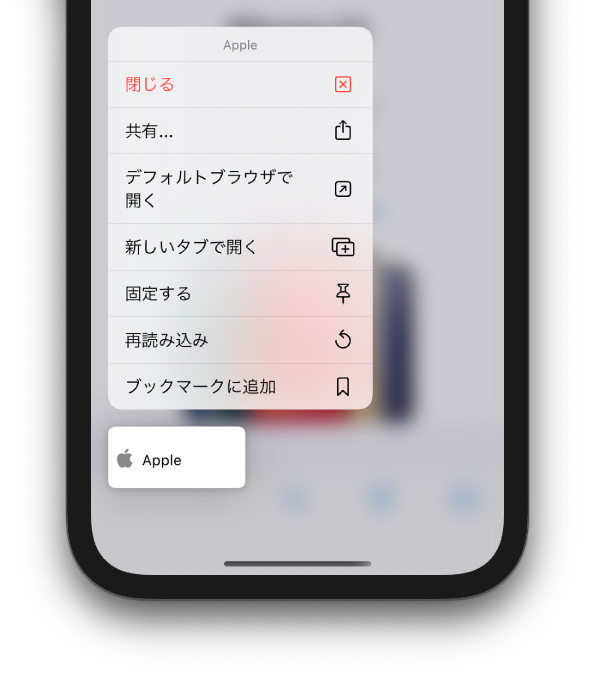 Apple
閉じる
共有...
デフォルトブラウザで
開く
新しいタブで開く
固定する
再読み込み
ブックマークに追加
Apple